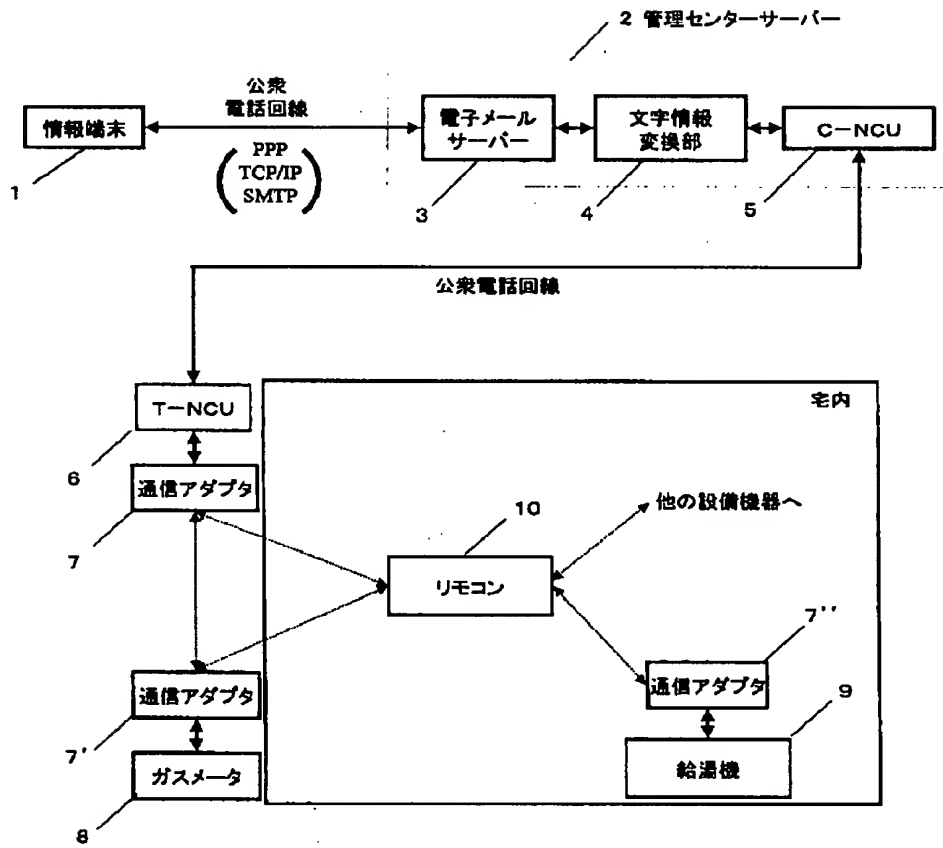 2 管理センターサーバー
公衆
電話回線
情報端末
電子メール
サーバー
文字情報
変換部
C-NCU
PPP
TCP/IP
SMTP
1
3
4
5
公衆電話回線
T-NCU
宅内
6
通信アダプタ
他の設備機器へ
10
7
リモコン
7''
通信アダプタ
通信アダプタ
9
7'
ガスメータ
給湯機
8